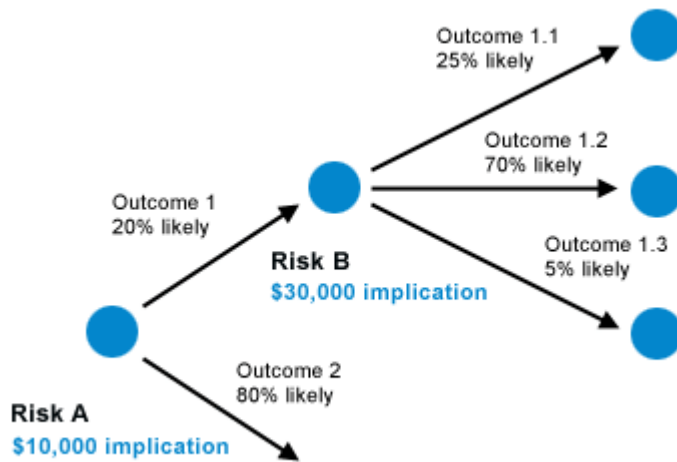 Outcome 1.1
25% likely
Outcome 1.2
70% likely
Outcome 1
20% likely
Outcome 1.3
5% likely
Risk B
$30,000 implication
Outcome 2
80% likely
Risk A
$10,000 implication